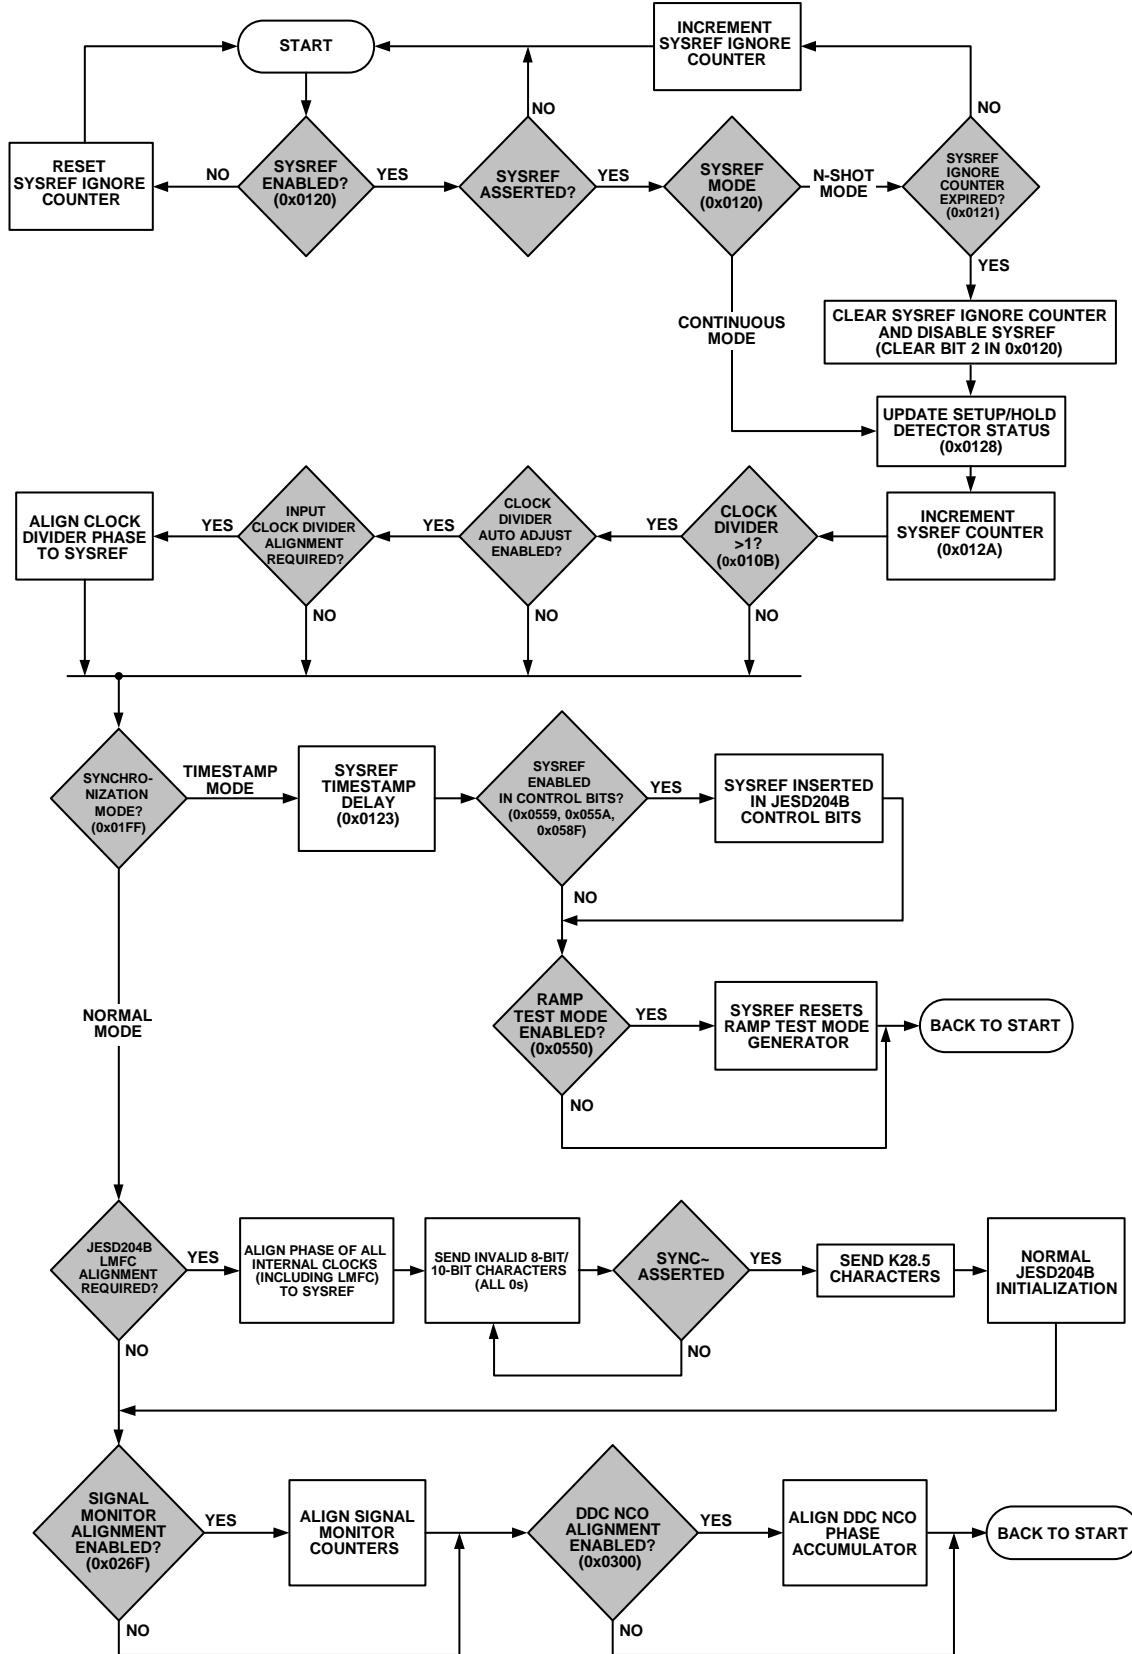 START
INCREMENT
SYSREF IGNORE
COUNTER
NO
NO
RESET
SYSREF IGNORE
COUNTER
NO
SYSREF
ENABLED?
(0x0120)
YES
SYSREF
ASSERTED?
YES
SYSREF
MODE
(0x0120)
N-SHOT
MODE
SYSREF
IGNORE
COUNTER
EXPIRED?
(0x0121)
YES
CONTINUOUS
MODE
CLEAR SYSREF IGNORE COUNTER
AND DISABLE SYSREF
(CLEAR BIT 2 IN 0x0120)
UPDATE SETUP/HOLD
DETECTOR STATUS
(0x0128)
ALIGN CLOCK
DIVIDER PHASE
TO SYSREF
YES
INPUT
CLOCK DIVIDER
ALIGNMENT
REQUIRED?
YES
CLOCK
DIVIDER
AUTO ADJUST
ENABLED?
YES
CLOCK
DIVIDER
>1?
(0x010B)
INCREMENT
SYSREF COUNTER
(0x012A)
NO
NO
NO
SYNCHRO-
NIZATION
MODE?
(0x01FF)
TIMESTAMP
MODE
SYSREF
TIMESTAMP
DELAY
(0x0123)
SYSREF
ENABLED
IN CONTROL BITS?
(0x0559, 0x055A,
0x058F)
YES
SYSREF INSERTED
IN JESD204B
CONTROL BITS
NO
NORMAL
MODE
RAMP
TEST MODE
ENABLED?
(0x0550)
YES
SYSREF RESETS
RAMP TEST MODE
GENERATOR
BACK TO START
NO
JESD204B
LMFC
ALIGNMENT
REQUIRED?
YES
ALIGN PHASE OF ALL
INTERNAL CLOCKS
(INCLUDING LMFC)
TO SYSREF
SEND INVALID 8-BIT/
10-BIT CHARACTERS
(ALL 0s)
SYNC~
ASSERTED
YES
SEND K28.5
CHARACTERS
NORMAL
JESD204B
INITIALIZATION
NO
NO
SIGNAL
MONITOR
ALIGNMENT
ENABLED?
(0x026F)
YES
ALIGN SIGNAL
MONITOR
COUNTERS
DDC NCO
ALIGNMENT
ENABLED?
(0x0300)
YES
ALIGN DDC NCO
PHASE
ACCUMULATOR
BACK TO START
NO
NO